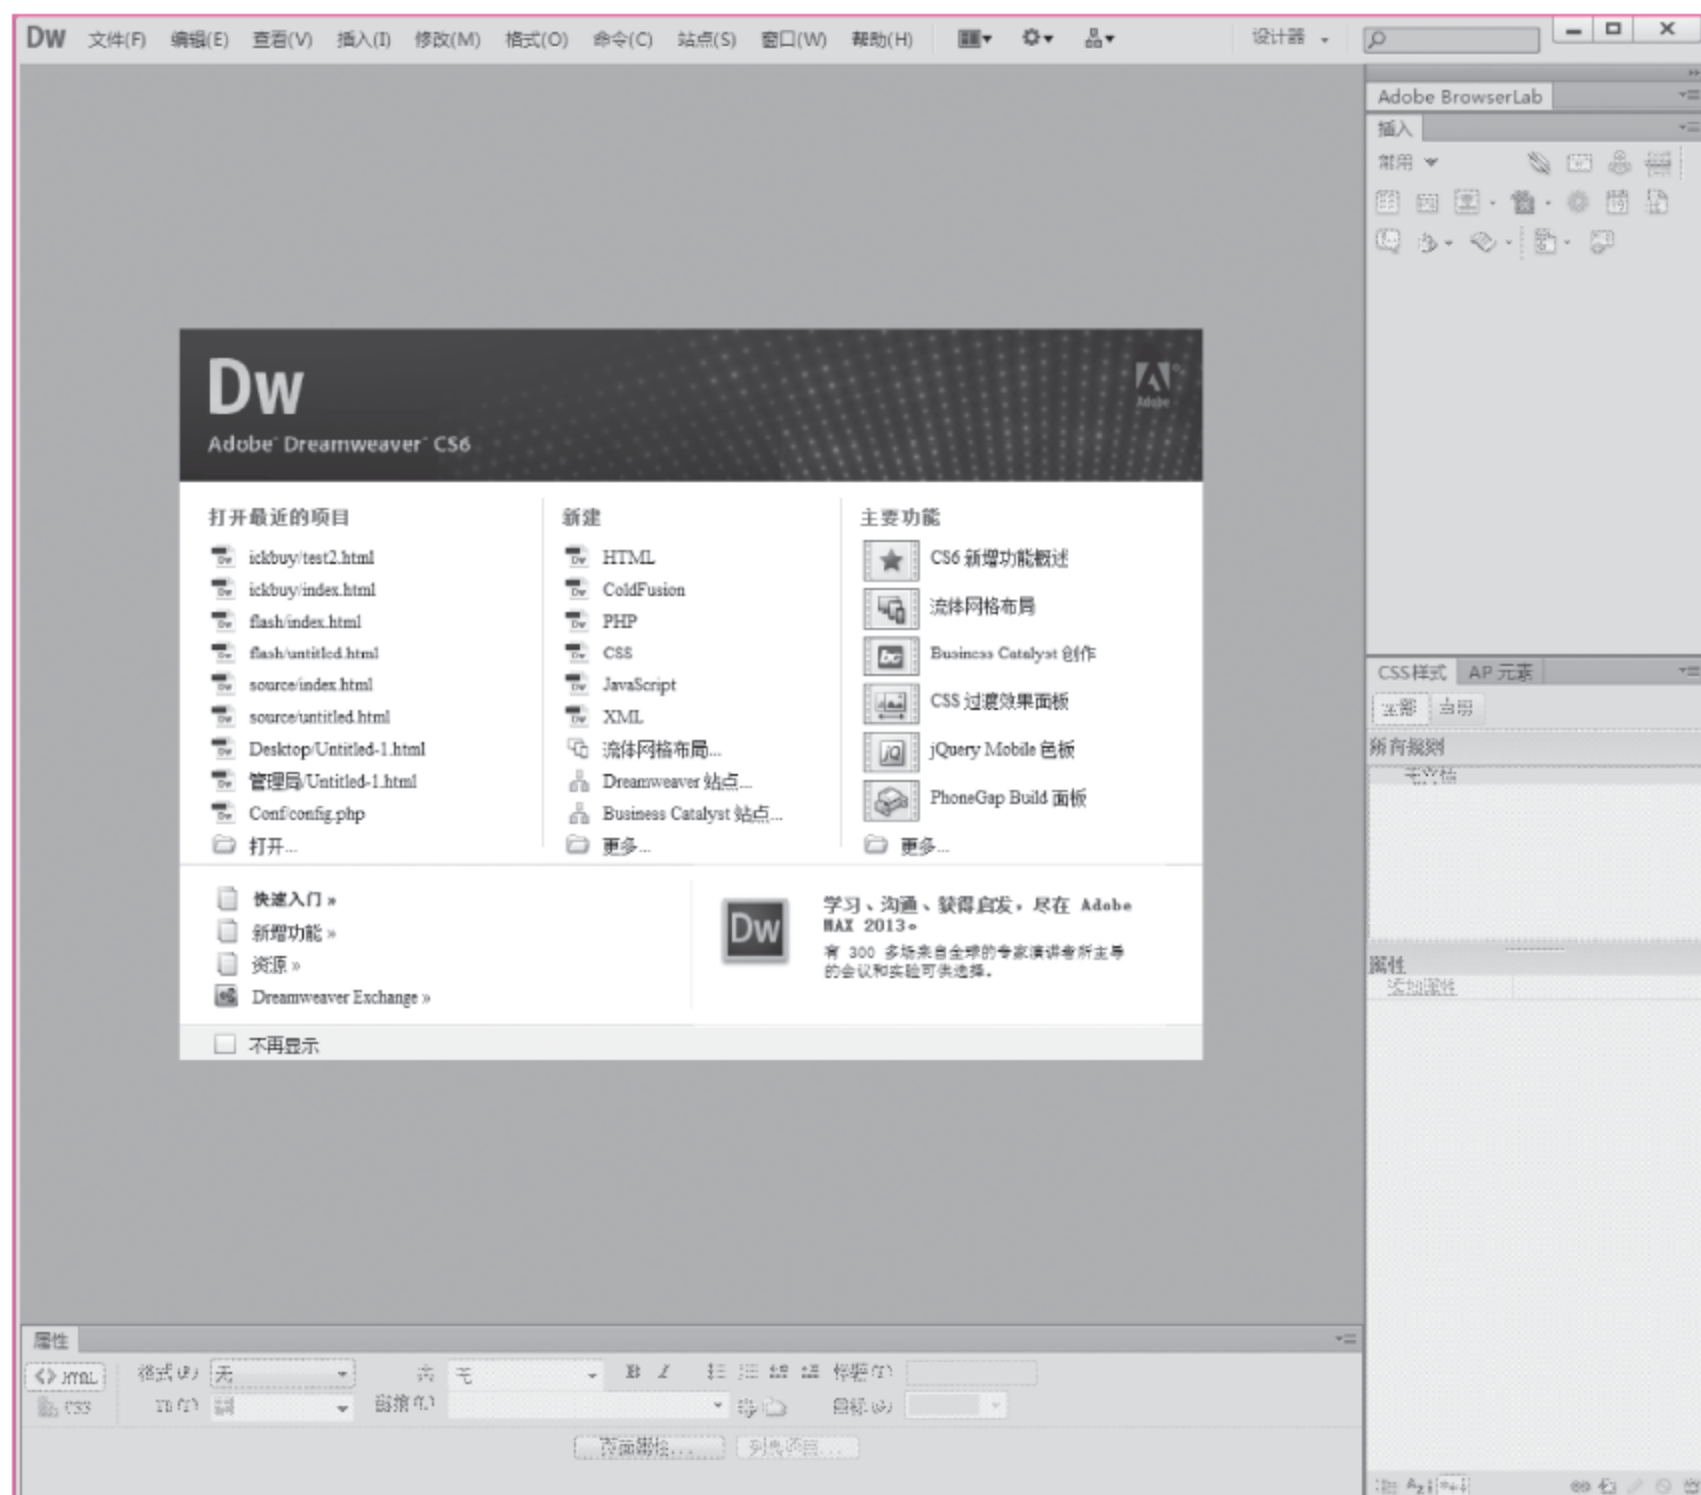 Dw 文件(F) 编辑(E) 查看(V) 插入(I) 修改(M) 格式(O) 命令(C) 站点(S) 窗口(W) 帮助(H) 设计器
Adobe BrowserLab
插入
常用
Dw
Adobe Dreamweaver CS6
Adobe
打开最近的项目
ickbuy/test2.html
ickbuy/index.html
flash/index.html
flash/untitled.html
source/index.html
source/untitled.html
Desktop/Untitled-1.html
管理局/Untitled-1.html
Conf/config.php
打开...
新建
HTML
ColdFusion
PHP
CSS
JavaScript
XML
流体网格布局...
Dreamweaver 站点...
Business Catalyst 站点...
更多...
主要功能
CS6 新增功能概述
流体网格布局
Business Catalyst 创作
CSS 过渡效果面板
jQuery Mobile 色板
PhoneGap Build 面板
更多...
快速入门 »
新增功能 »
资源 »
Dreamweaver Exchange »
Dw
学习、沟通、获得启发，尽在 Adobe
MAX 2013。
有 300 多场来自全球的专家演讲者所主导
的会议和实验可供选择。
不再显示
CSS样式 AP 元素
全部 当前
所有规则
属性
添加属性
属性
<> HTML 格式(F) 无 类 无 B I 标题(T)
CSS ID(I) 无 链接(L) 目标(G)
页面属性... 列表项目...